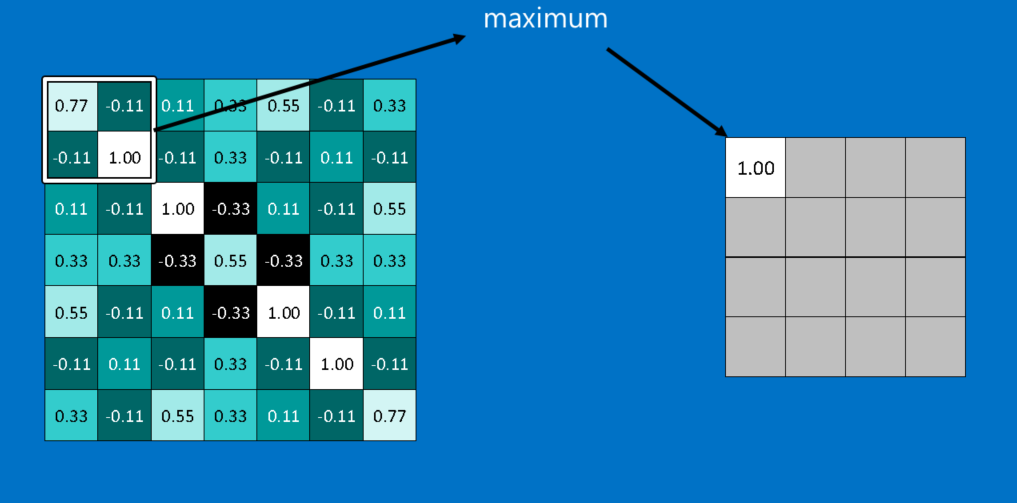 maximum
0.77 -0.11 0.11 0.33 0.55 -0.11 0.33
-0.11 1.00 -0.11 0.33 -0.11 0.11 -0.11
1.00
0.11 -0.11 1.00 -0.33 0.11 -0.11 0.55
0.33 0.33 -0.33 0.55 -0.33 0.33 0.33
0.55 -0.11 0.11 -0.33 1.00 -0.11 0.11
-0.11 0.11 -0.11 0.33 -0.11 1.00 -0.11
0.33 -0.11 0.55 0.33 0.11 -0.11 0.77